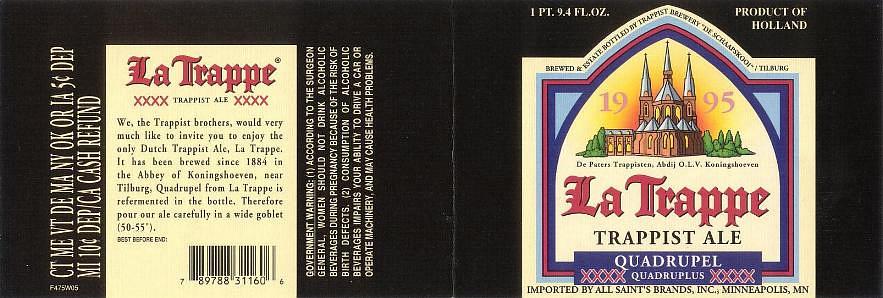 CT ME VT DE MA NY OK OR IA 5¢ DEP
MI 10¢ DEP/CA CASH REFUND
F475W05
La Trappe®
XXXX TRAPPIST ALE XXXX
We, the Trappist brothers, would very
much like to invite you to enjoy the
only Dutch Trappist Ale, La Trappe.
It has been brewed since 1884 in
the Abbey of Koningshoeven, near
Tilburg. Quadrupel from La Trappe is
refermented in the bottle. Therefore
pour our ale carefully in a wide goblet
(50-55°).
BEST BEFORE END:
7 89788 31160 6
GOVERNMENT WARNING: (1) ACCORDING TO THE SURGEON
GENERAL, WOMEN SHOULD NOT DRINK ALCOHOLIC
BEVERAGES DURING PREGNANCY BECAUSE OF THE RISK OF
BIRTH DEFECTS. (2) CONSUMPTION OF ALCOHOLIC
BEVERAGES IMPAIRS YOUR ABILITY TO DRIVE A CAR OR
OPERATE MACHINERY, AND MAY CAUSE HEALTH PROBLEMS.
1 PT. 9.4 FL.OZ.
PRODUCT OF
HOLLAND
BREWED & ESTATE BOTTLED BY TRAPPIST BREWERY "DE SCHAAPSKOOI" / TILBURG
19 95
De Paters Trappisten, Abdij O.L.V. Koningshoeven
La Trappe
TRAPPIST ALE
QUADRUPEL
XXXXX QUADRUPLUS XXXXX
IMPORTED BY ALL SAINT'S BRANDS, INC., MINNEAPOLIS, MN